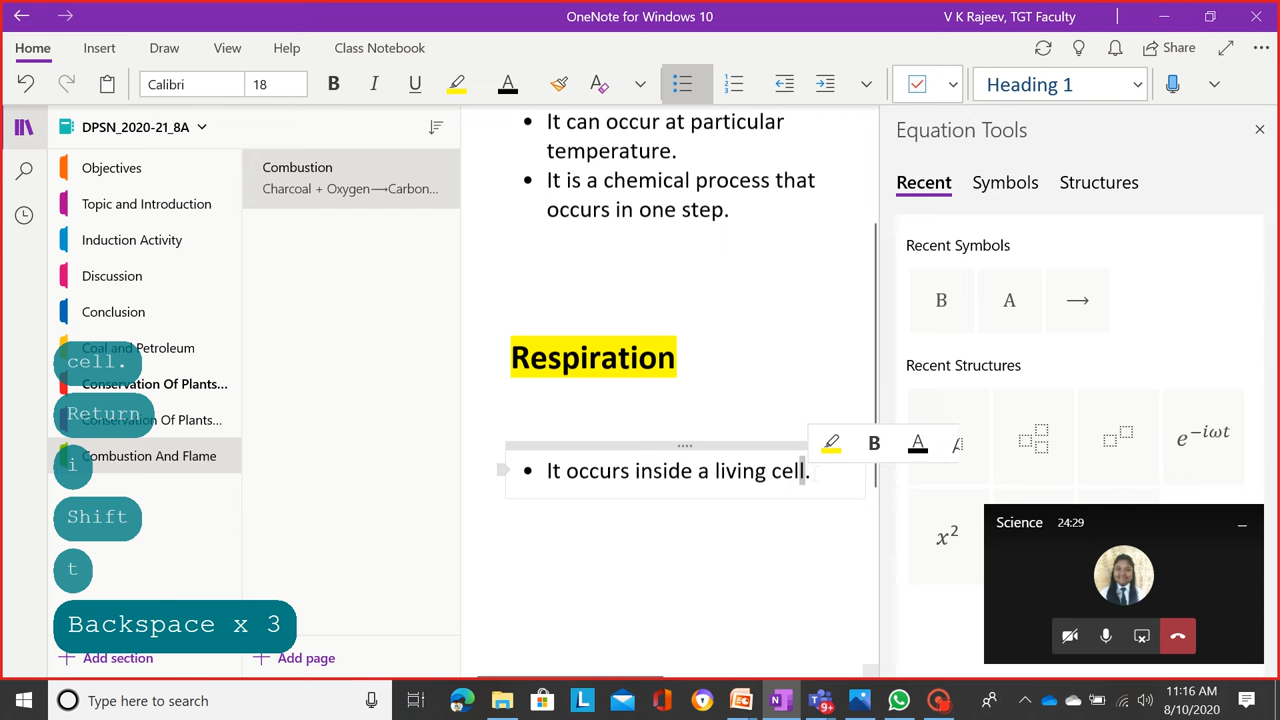 OneNote for Windows 10
V K Rajeev, TGT Faculty
Home
Insert
Draw
View
Help
Class Notebook
Share
Calibri
18
B
I
U
A
Heading 1
DPSN_2020-21_8A
Objectives
Topic and Introduction
Induction Activity
Discussion
Conclusion
Coal and Petroleum
Conservation Of Plants...
Conservation Of Plants...
Combustion And Flame
Add section
cell.
Return
i
Shift
t
Backspace x 3
Combustion
Charcoal + Oxygen⟶Carbon...
Add page
• It can occur at particular
temperature.
• It is a chemical process that
occurs in one step.
Respiration
B
A
• It occurs inside a living cell.
Equation Tools
Recent
Symbols
Structures
Recent Symbols
B
A
→
Recent Structures
e^{-iωt}
x²
Science
24:29
Type here to search
9+
11:16 AM
8/10/2020